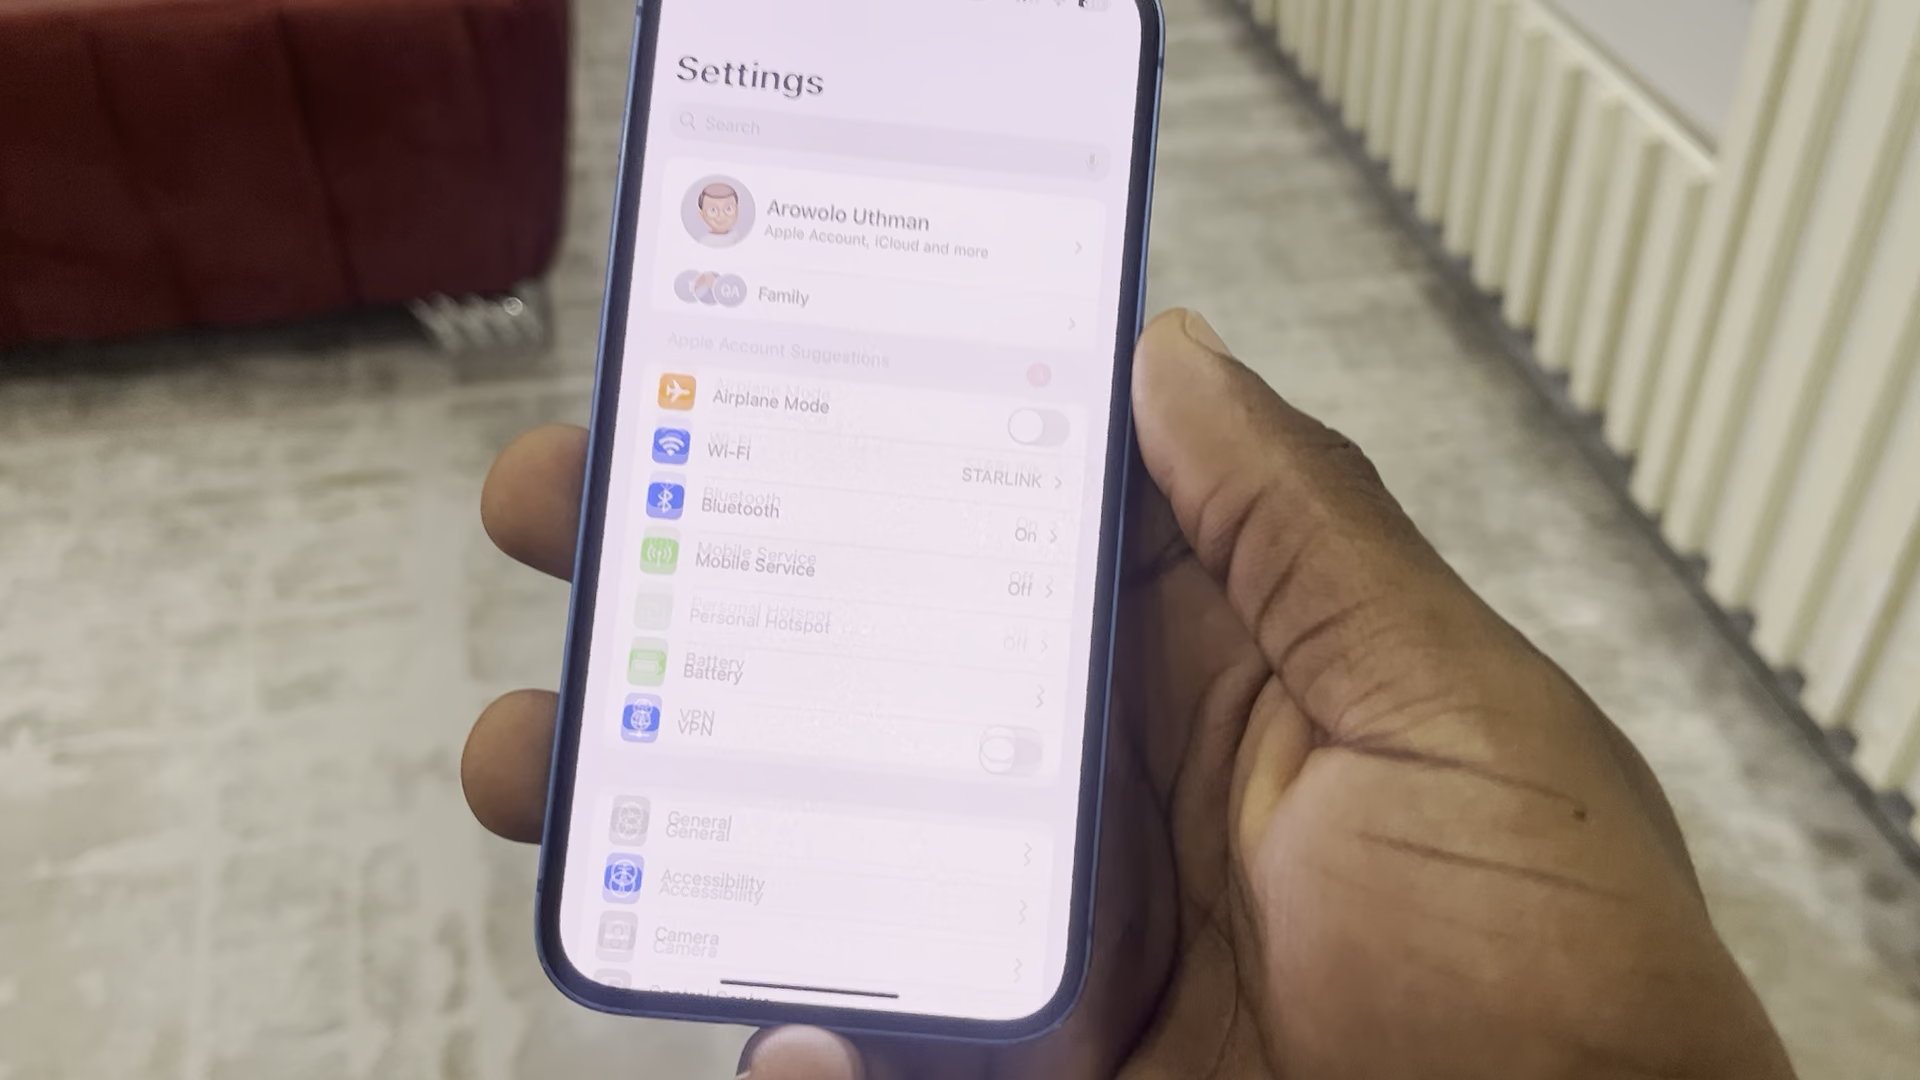 Settings
Search
Arowolo Uthman
Apple Account, iCloud and more
QA
Family
Apple Account Suggestions
Airplane Mode
Wi-Fi
STARLINK
Bluetooth
On
Mobile Service
Off
Personal Hotspot
Off
Battery
VPN
General
Accessibility
Camera